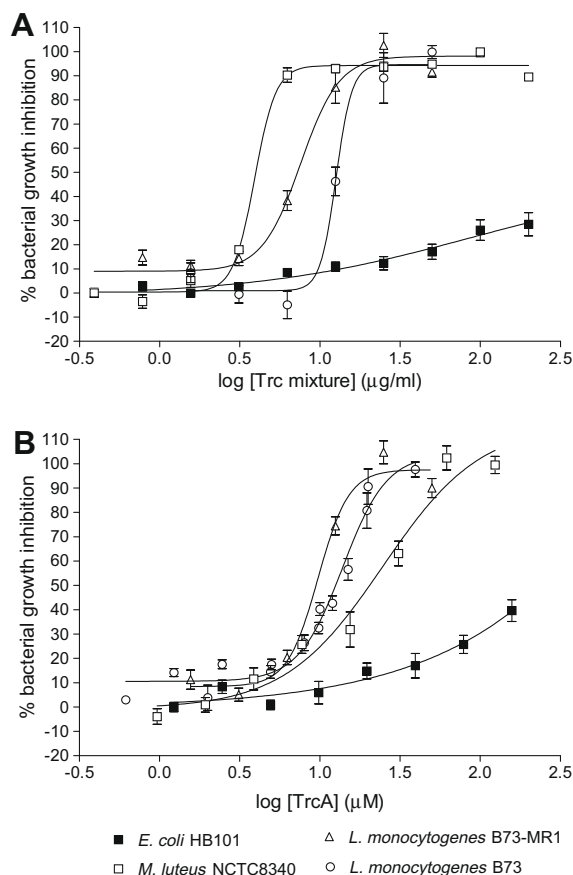 A
110
100
90
80
70
60
50
40
30
20
10
0
-10
-20
% bacterial growth inhibition
-0.5 0.0 0.5 1.0 1.5 2.0 2.5
log [Trc mixture] (μg/ml)
B
110
100
90
80
70
60
50
40
30
20
10
0
-10
-20
% bacterial growth inhibition
-0.5 0.0 0.5 1.0 1.5 2.0 2.5
log [TrcA] (μM)
E. coli HB101
L. monocytogenes B73-MR1
M. luteus NCTC8340
L. monocytogenes B73